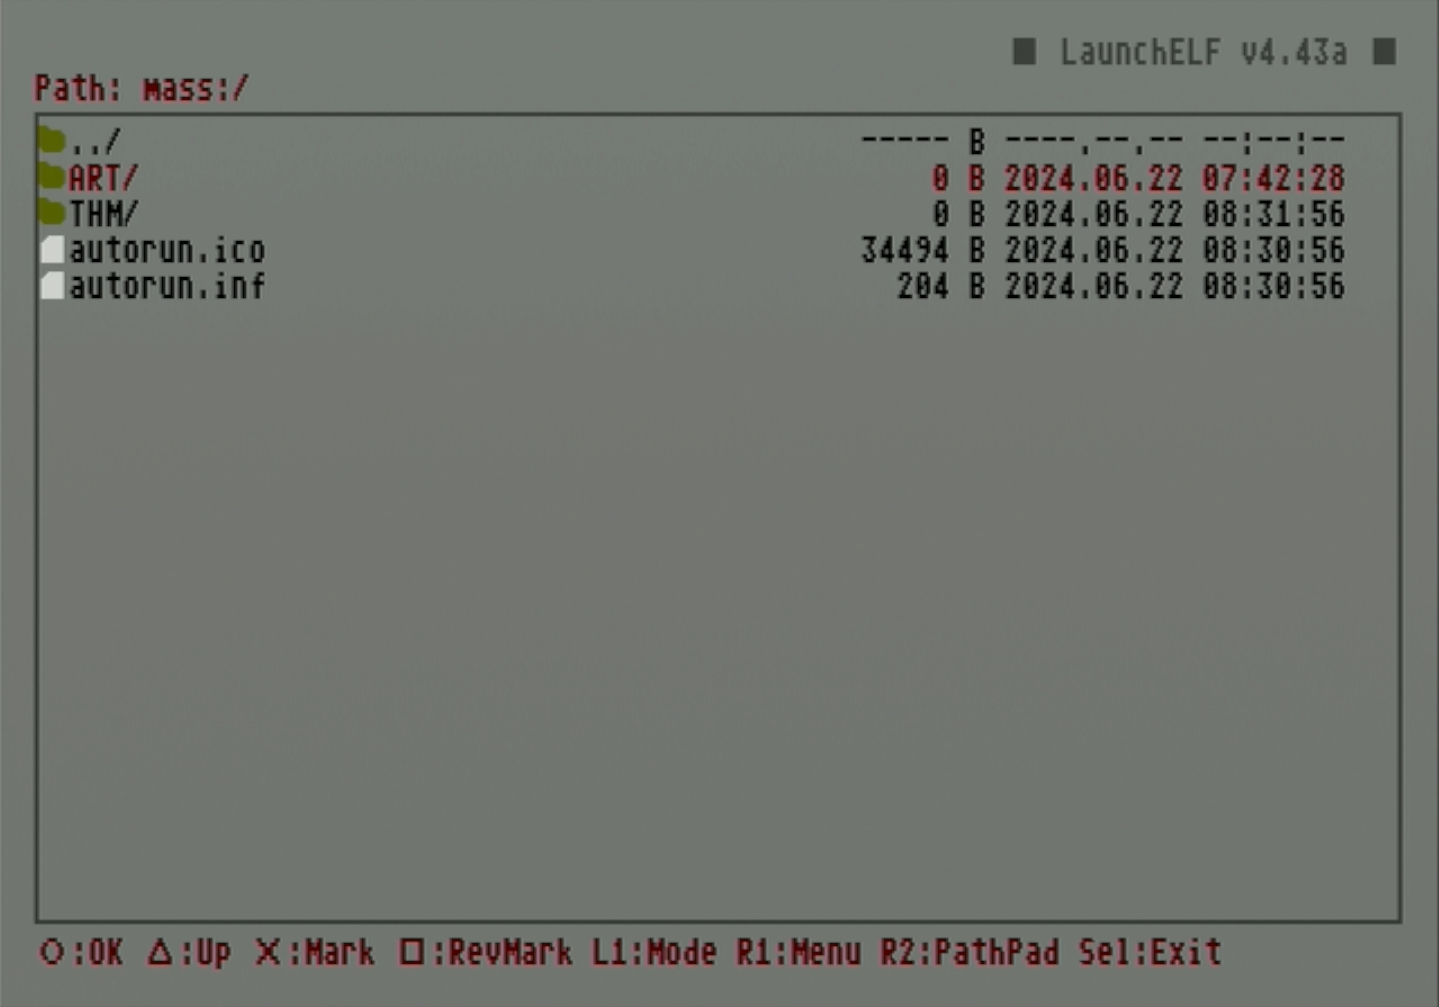 ■ LaunchELF v4.43a ■
Path: mass:/
../ ----- B ----.--.-- --:--:--
ART/ 0 B 2024.06.22 07:42:28
THM/ 0 B 2024.06.22 08:31:56
autorun.ico 34494 B 2024.06.22 08:30:56
autorun.inf 204 B 2024.06.22 08:30:56
○:OK △:Up X:Mark □:RevMark L1:Mode R1:Menu R2:PathPad Sel:Exit